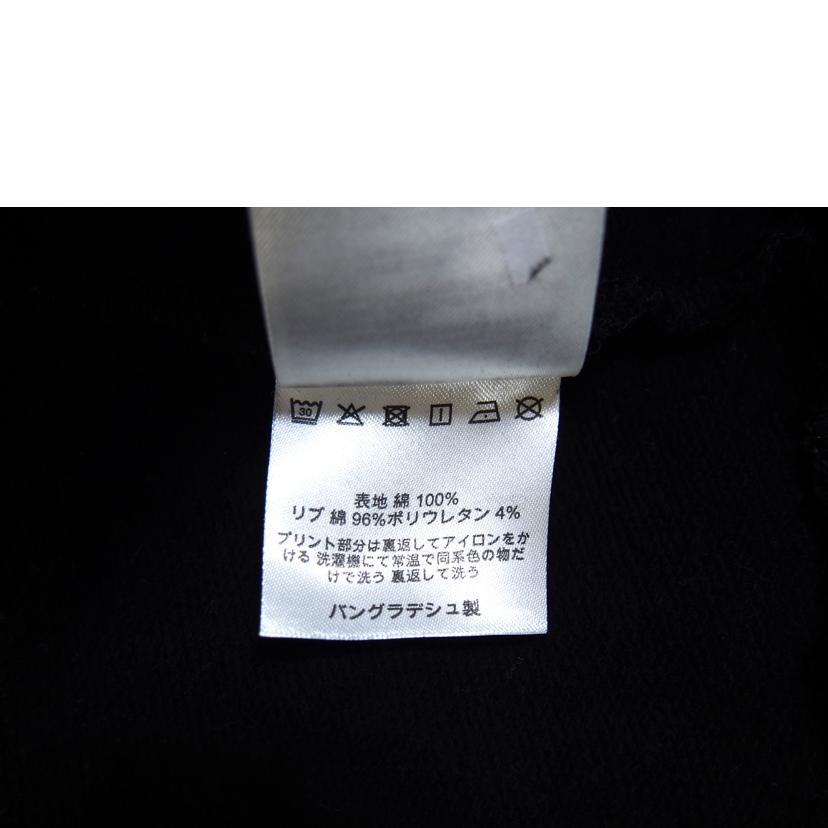 30
表地 綿 100%
リブ 綿 96%ポリウレタン 4%
プリント部分は裏返してアイロンをか
ける 洗濯機にて常温で同系色の物だ
けで洗う 裏返して洗う
バングラデシュ製